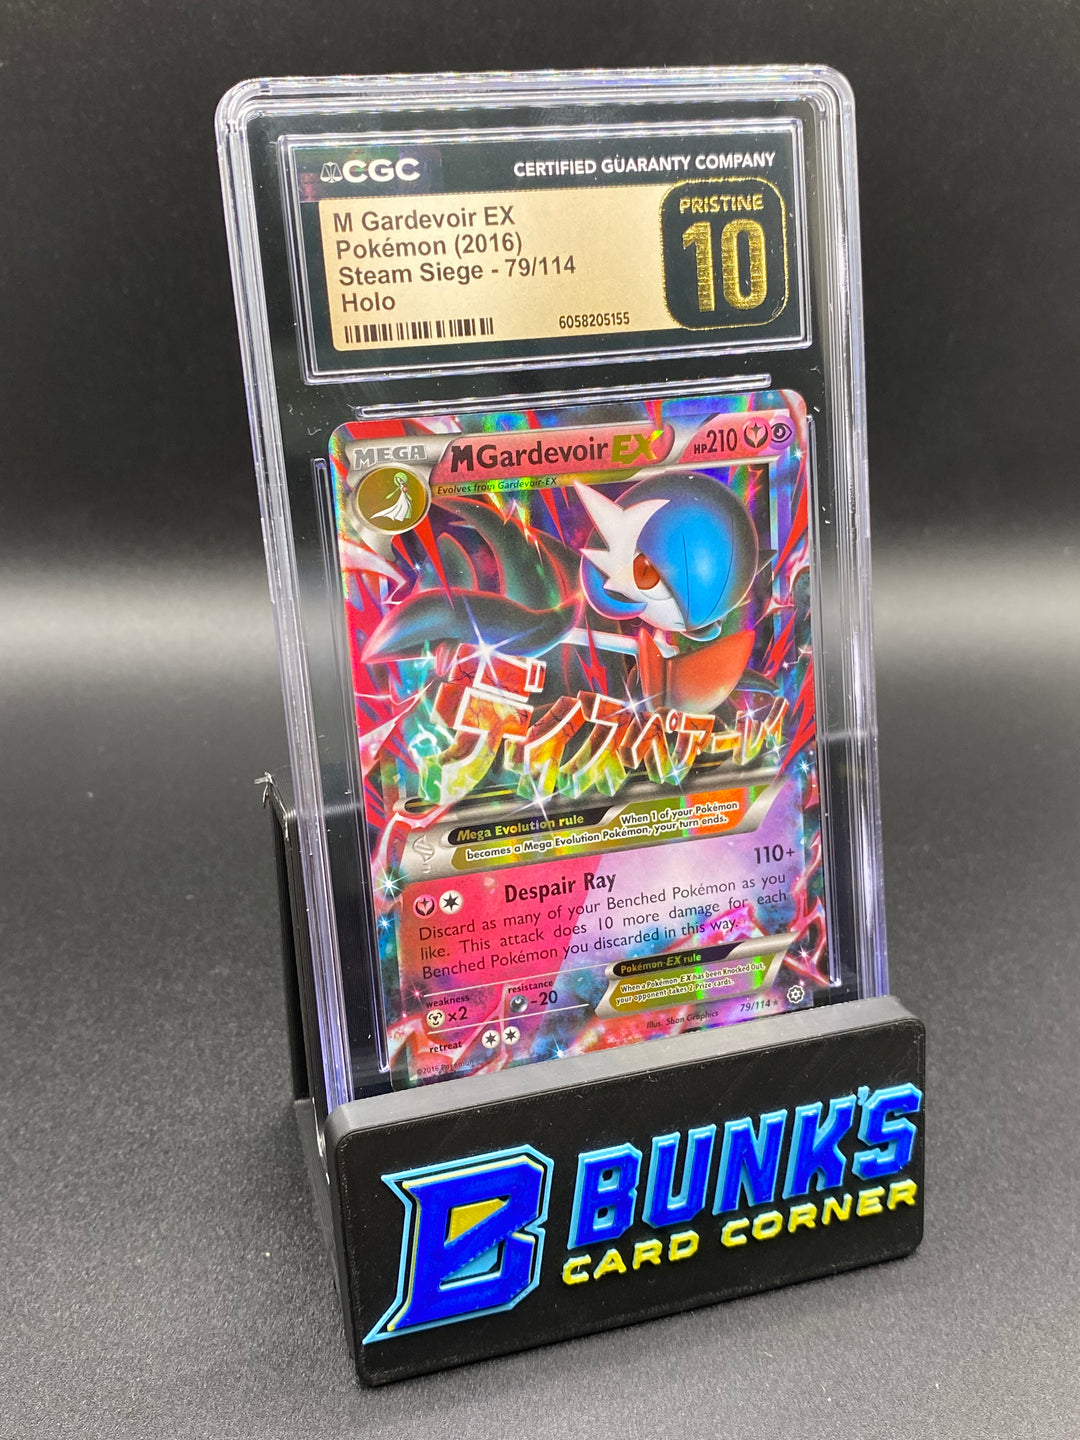 CGC
CERTIFIED GUARANTY COMPANY
M Gardevoir EX
Pokémon (2016)
Steam Siege - 79/114
Holo
6058205155
PRISTINE
10
MEGA
M Gardevoir EX
HP210
Evolves from Gardevoir-EX
ディスペアーレイ
Mega Evolution rule
When 1 of your Pokémon
becomes a Mega Evolution Pokémon, your turn ends.
Despair Ray
110+
Discard as many of your Benched Pokémon as you
like. This attack does 10 more damage for each
Benched Pokémon you discarded in this way.
Pokémon-EX rule
When a Pokémon-EX has been Knocked Out,
your opponent takes 2 Prize cards.
weakness
×2
resistance
-20
retreat
Illus. 5ban Graphics
79/114
©2016 Pokémon
B
BUNK'S
CARD CORNER